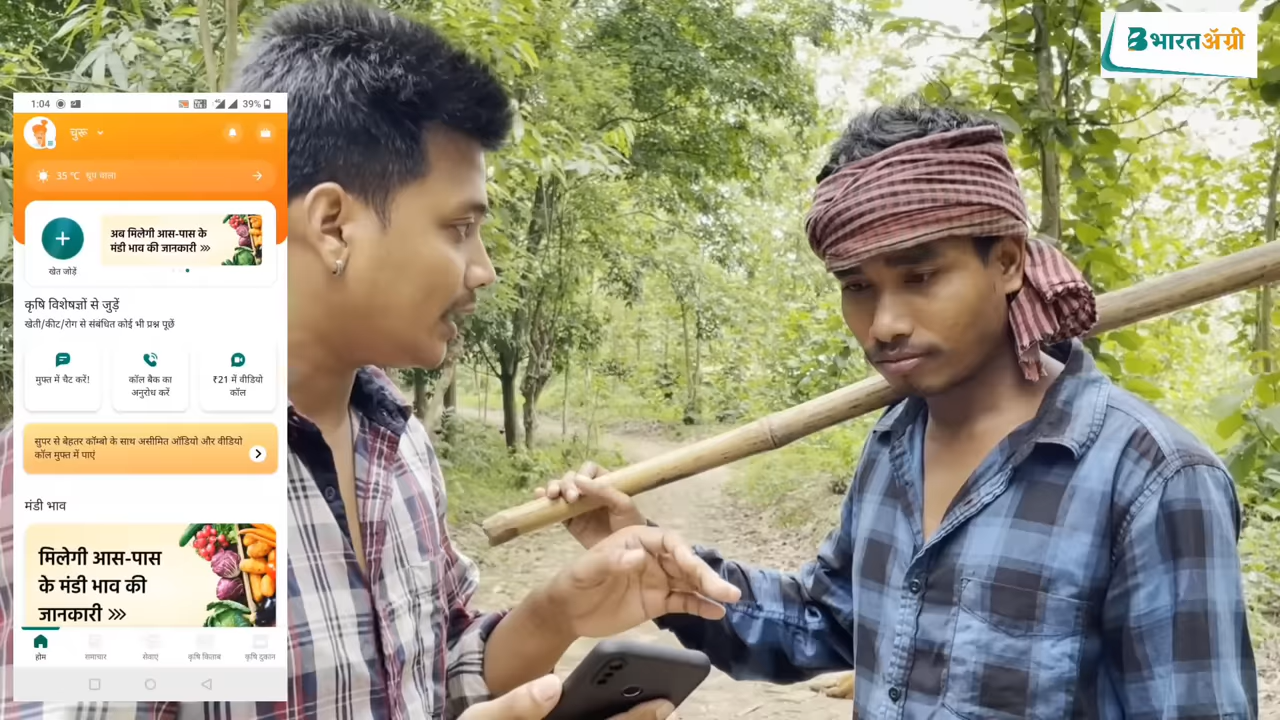 भारतॲग्री
1:04
39%
चुरू
35 °C
अब मिलेगी आस-पास के
मंडी भाव की जानकारी >>>
खेत जोड़ें
कृषि विशेषज्ञों से जुड़ें
खेती/कीट/रोग से संबंधित कोई भी प्रश्न पूछें
मुफ्त में चैट करें!
कॉल बैक का
अनुरोध करें
₹21 में वीडियो
कॉल
सुपर से बेहतर कॉम्बो के साथ असीमित ऑडियो और वीडियो
कॉल मुफ्त में पाएं
मंडी भाव
मिलेगी आस-पास
के मंडी भाव की
जानकारी >>>
होम
समाचार
सेवाएं
कृषि किताब
कृषि दुकान